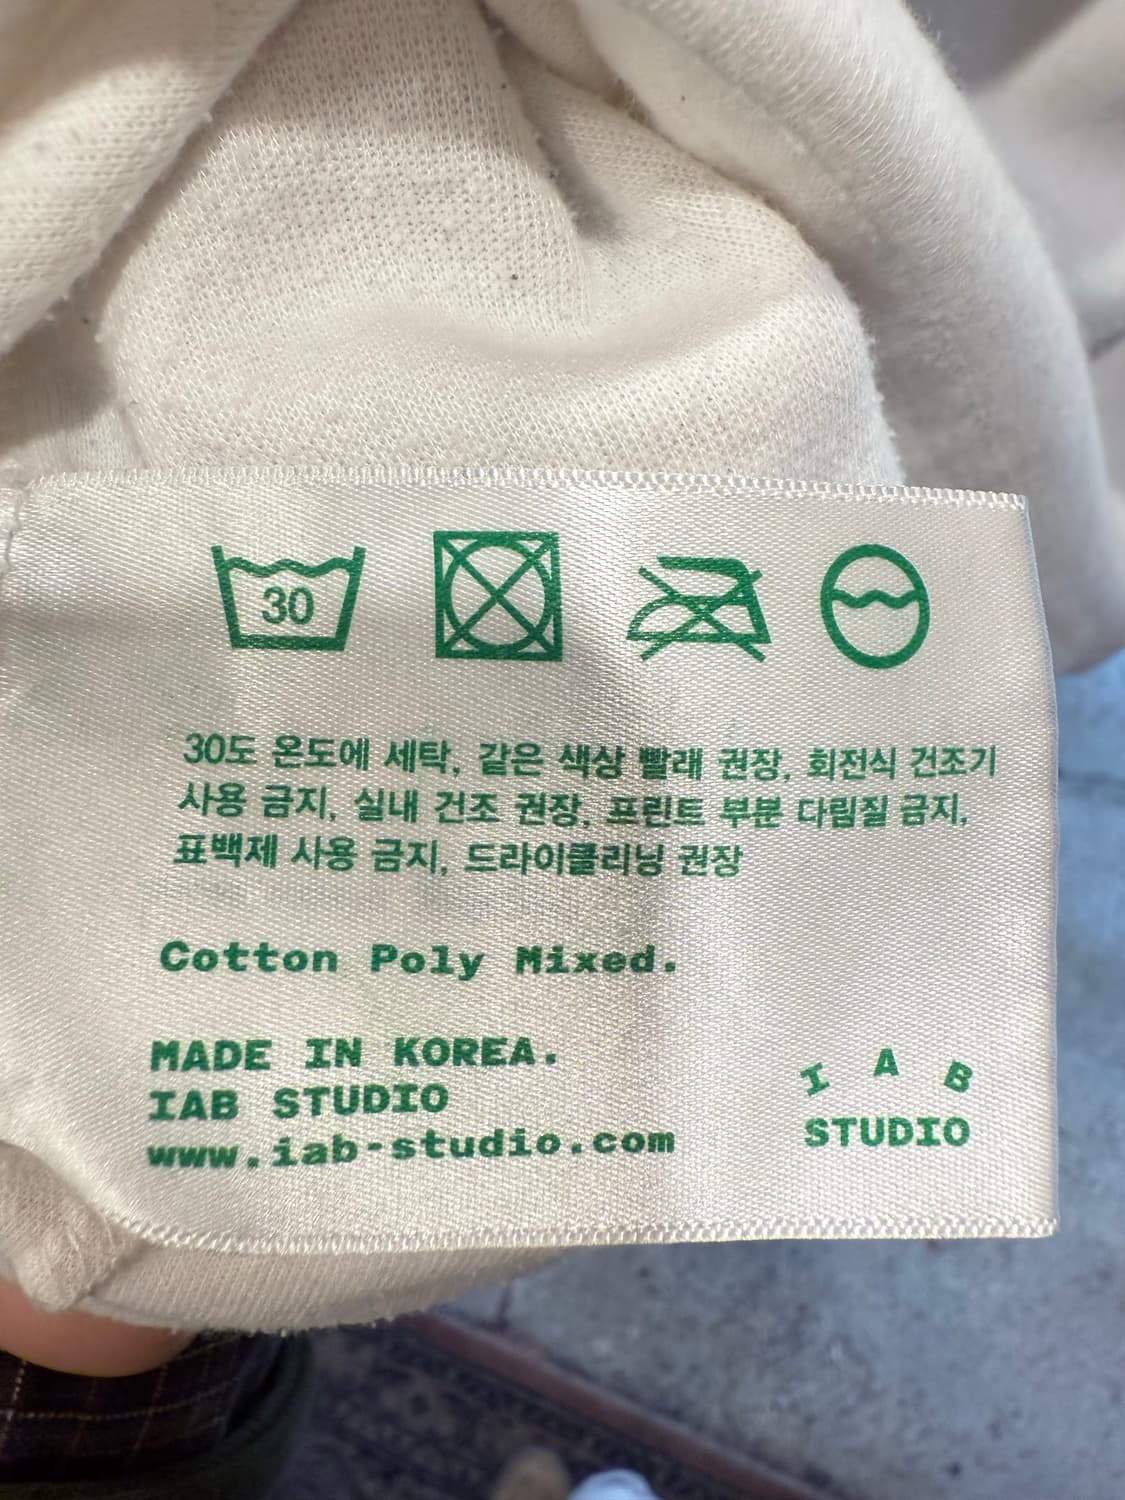 30
30도 온도에 세탁, 같은 색상 빨래 권장, 회전식 건조기
사용 금지, 실내 건조 권장, 프린트 부분 다림질 금지,
표백제 사용 금지, 드라이클리닝 권장
Cotton Poly Mixed.
MADE IN KOREA.
IAB STUDIO
www.iab-studio.com
I A B
STUDIO